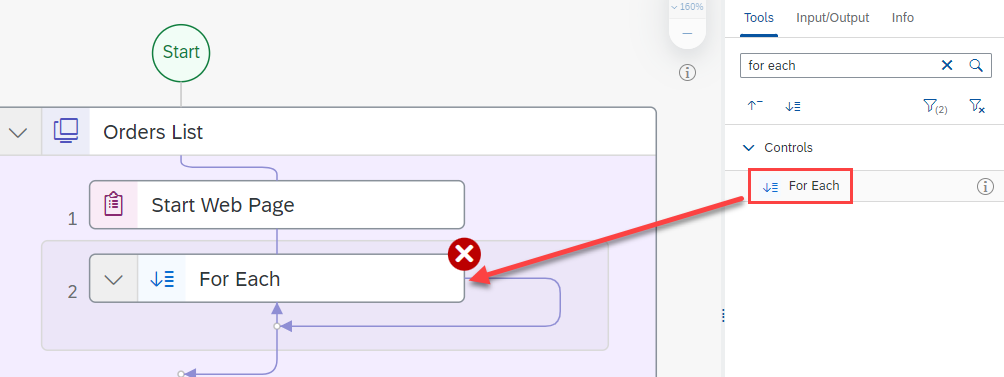 160%
Tools Input/Output Info
Start
for each
(2)
Orders List
Controls
For Each
1 Start Web Page
2 For Each